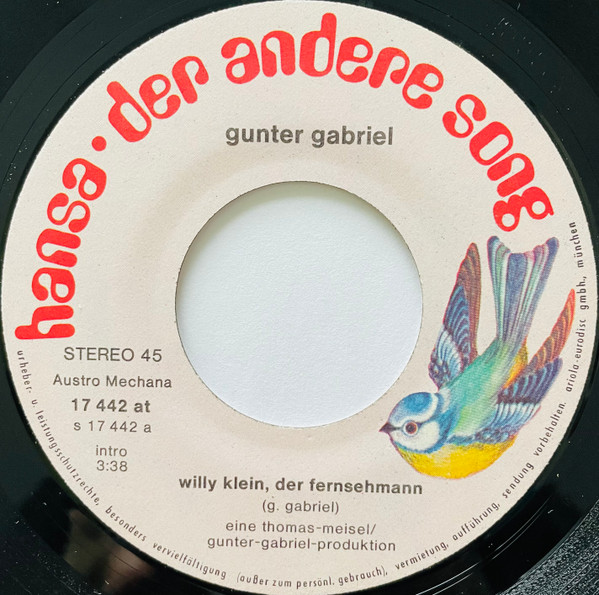 hansa · der andere song
gunter gabriel
STEREO 45
Austro Mechana
17 442 at
s 17 442 a
intro
3:38
willy klein, der fernsehmann
(g. gabriel)
eine thomas-meisel/
gunter-gabriel-produktion
urheber- u. leistungsschutzrechte, besonders vervielfältigung (außer zum persönl. gebrauch), vermietung, aufführung, sendung vorbehalten. ariola-eurodisc gmbh., münchen